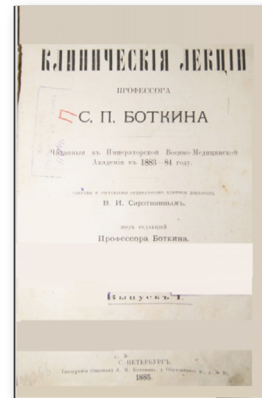 КЛИНИЧЕСКІЯ ЛЕКЦІИ
ПРОФЕССОРА
С. П. БОТКИНА
Читанныя въ Императорской Военно-Медицинской
Академіи въ 1883—84 году.
В. И. Сиротининымъ.
подъ редакціей
Профессора Боткина.
Выпускъ I.
С.-ПЕТЕРБУРГЪ.
1885.